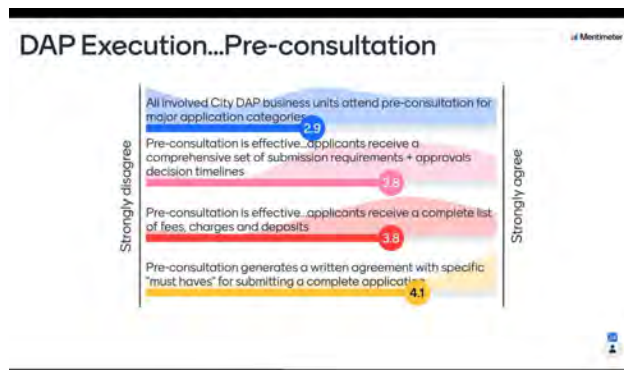 DAP Execution...Pre-consultation
Mentimeter
Strongly disagree
All involved City DAP business units attend pre-consultation for
major application categories
2.9
Pre-consultation is effective...applicants receive a
comprehensive set of submission requirements + approvals
decision timelines
3.8
Pre-consultation is effective...applicants receive a complete list
of fees, charges and deposits
3.8
Pre-consultation generates a written agreement with specific
"must haves" for submitting a complete application
4.1
Strongly agree